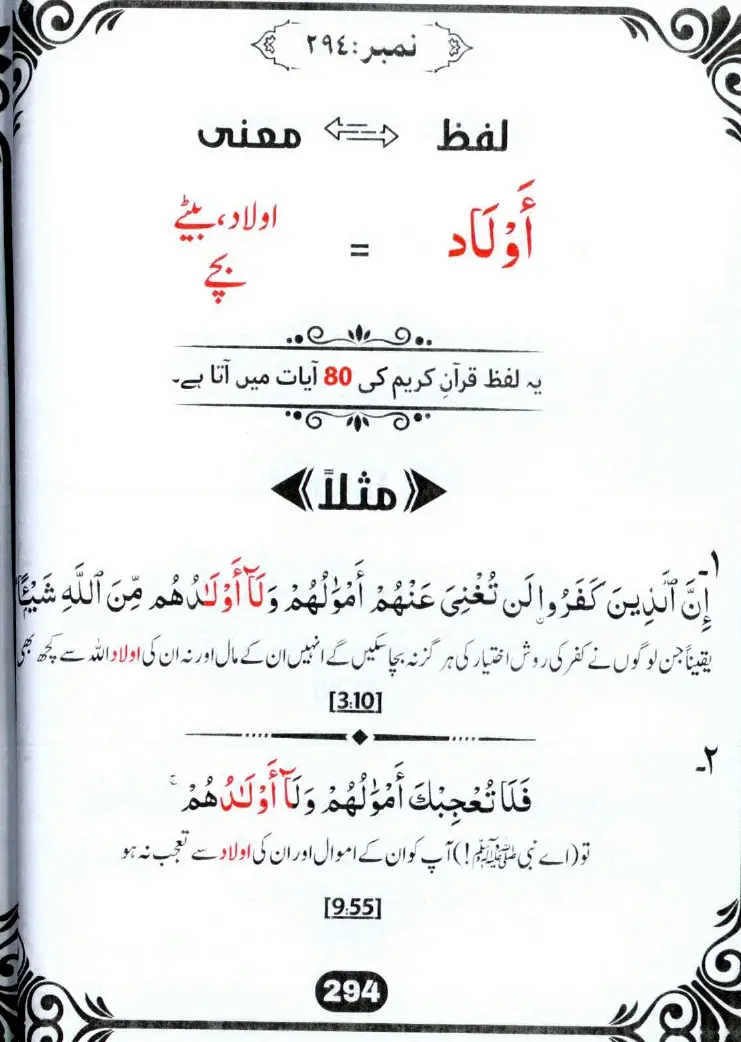 نمبر: ۲۹٤
لفظ ⇔ معنی
أَوْلَاد = اولاد، بیٹے
بچے
یہ لفظ قرآنِ کریم کی 80 آیات میں آتا ہے۔
مثلاً
۱-
إِنَّ ٱلَّذِينَ كَفَرُوا۟ لَن تُغْنِىَ عَنْهُمْ أَمْوَٰلُهُمْ وَلَآ أَوْلَـٰدُهُم مِّنَ ٱللَّهِ شَيْـًٔا
یقیناً جن لوگوں نے کفر کی روش اختیار کی ہر گز نہ بچا سکیں گے انہیں ان کے مال اور نہ ان کی اولاد اللہ سے کچھ بھی
[3:10]
۲-
فَلَا تُعْجِبْكَ أَمْوَٰلُهُمْ وَلَآ أَوْلَـٰدُهُمْ ۚ
تو (اے نبی ﷺ!) آپ کو ان کے اموال اور ان کی اولاد سے تعجب نہ ہو
[9:55]
294